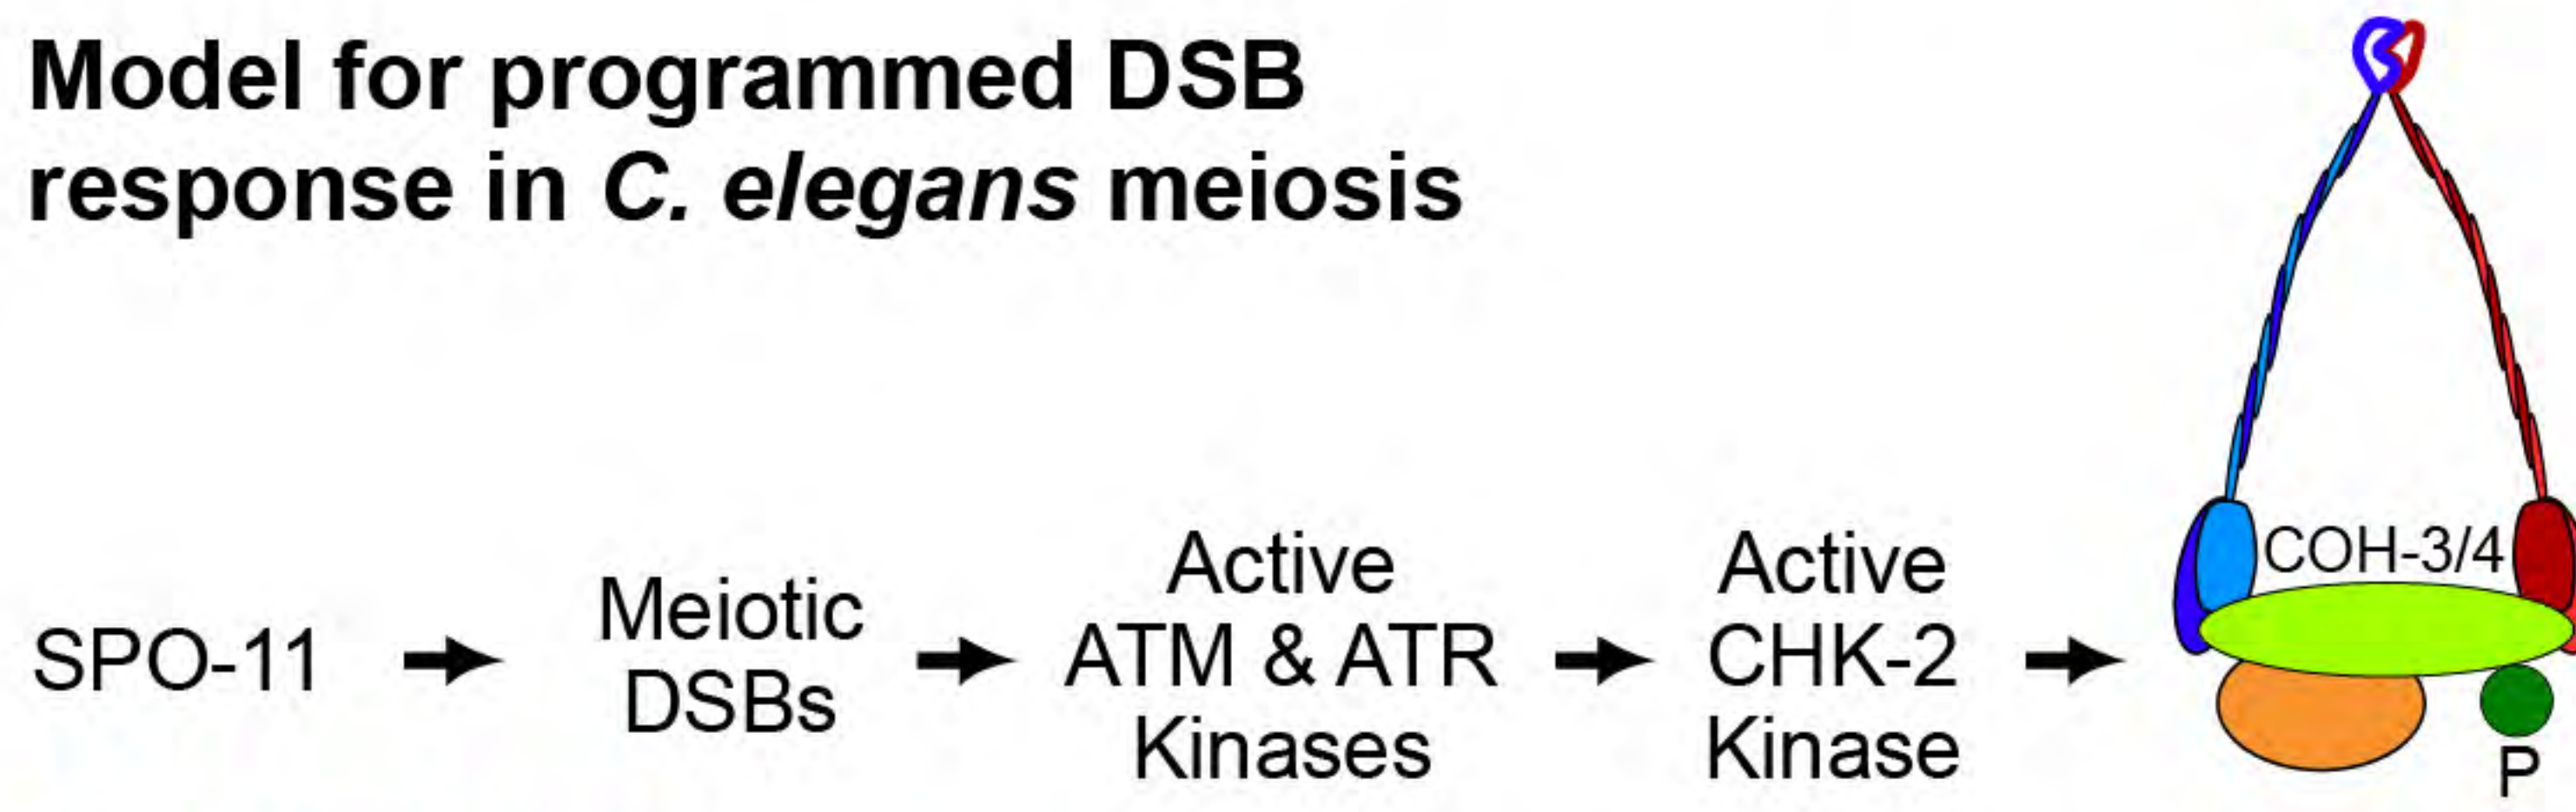 Model for programmed DSB
response in C. elegans meiosis
SPO-11
Meiotic
DSBs
Active
ATM & ATR
Kinases
Active
CHK-2
Kinase
COH-3/4
P